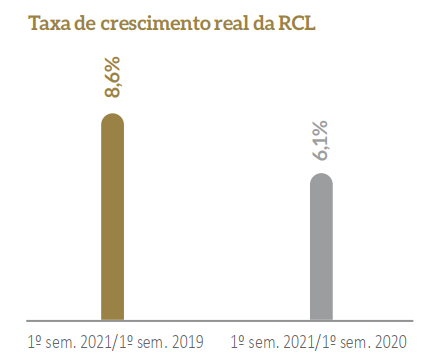 Taxa de crescimento real da RCL
8,6%
6,1%
1º sem. 2021/1º sem. 2019
1º sem. 2021/1º sem. 2020